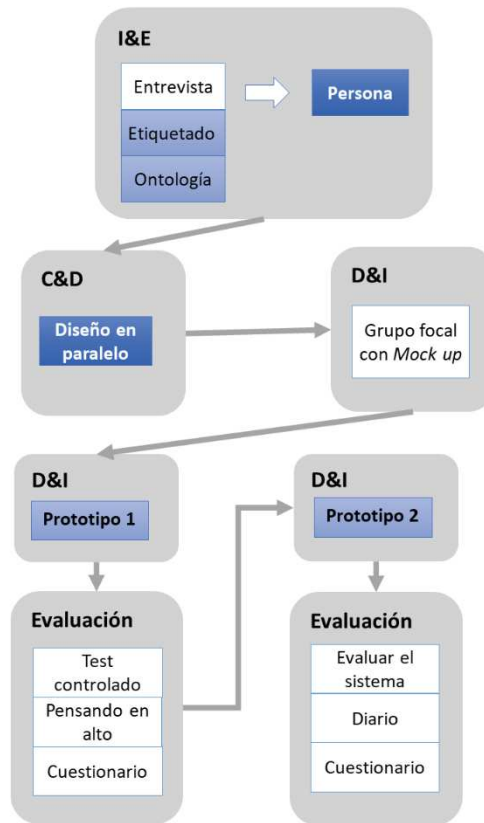 I&E
Entrevista
Persona
Etiquetado
Ontología
C&D
Diseño en
paralelo
D&I
Grupo focal
con Mock up
D&I
Prototipo 1
Evaluación
Test
controlado
Pensando en
alto
Cuestionario
D&I
Prototipo 2
Evaluación
Evaluar el
sistema
Diario
Cuestionario